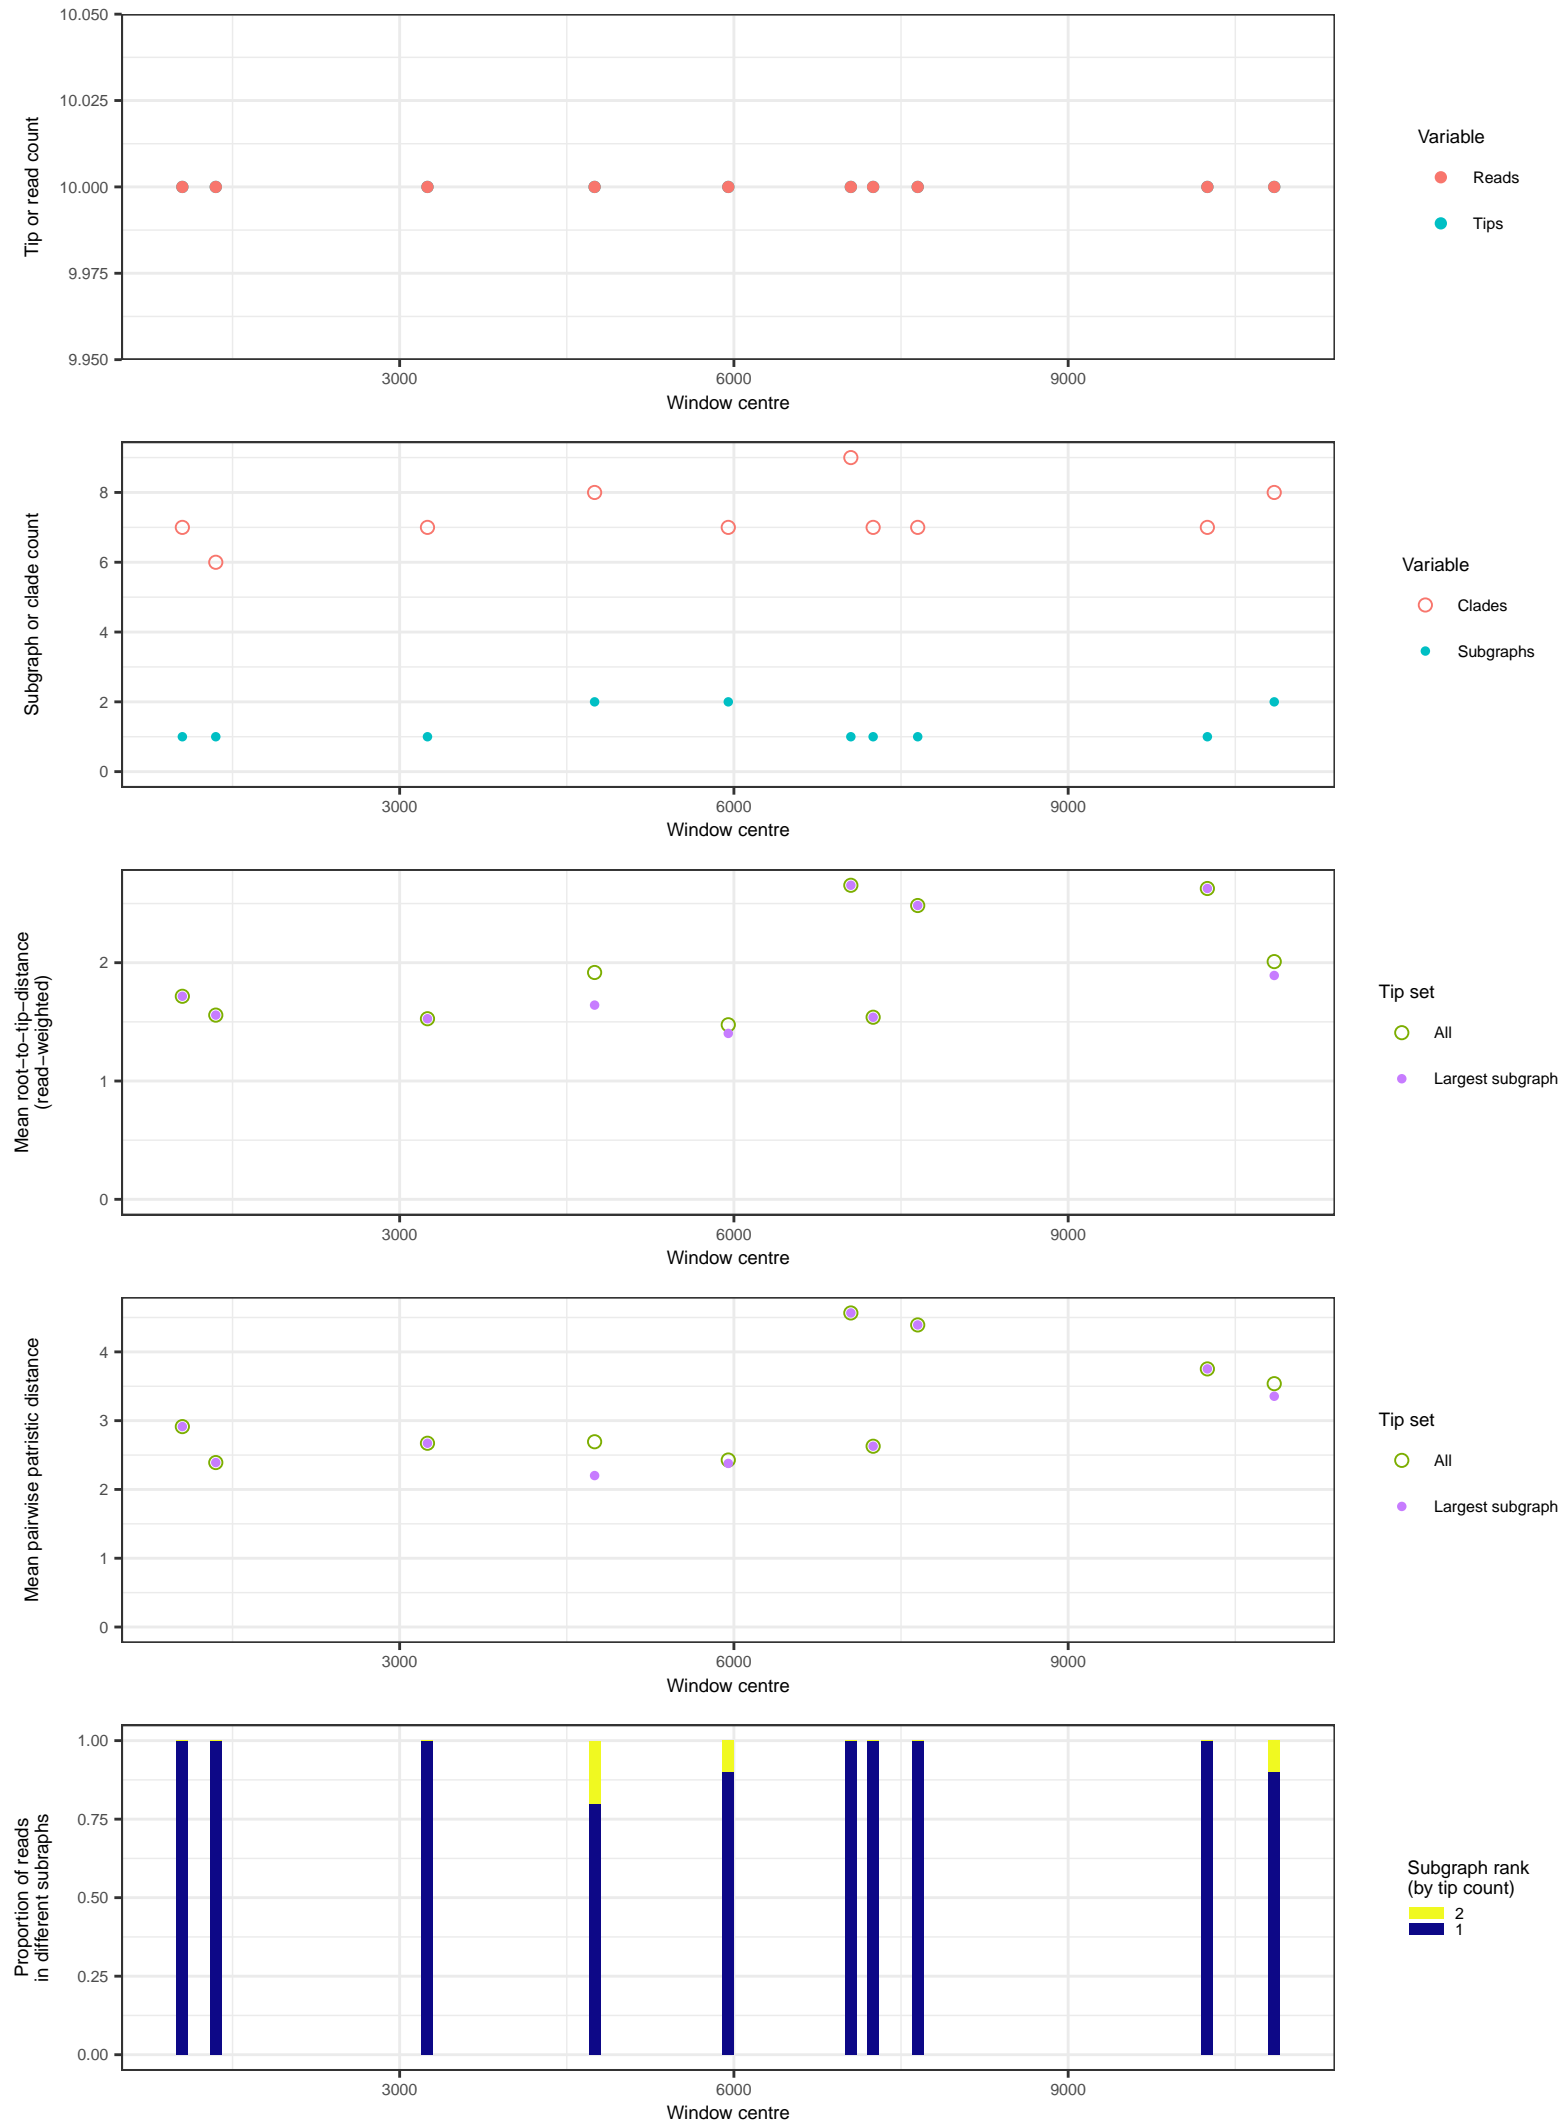 10.050
10.025
10.000
9.975
9.950
Tip or read count
3000 6000 9000
Window centre
Variable
Reads
Tips
8
6
4
2
0
Subgraph or clade count
3000 6000 9000
Window centre
Variable
Clades
Subgraphs
2
1
0
Mean root−to−tip−distance
(read−weighted)
3000 6000 9000
Window centre
Tip set
All
Largest subgraph
4
3
2
1
0
Mean pairwise patristic distance
3000 6000 9000
Window centre
Tip set
All
Largest subgraph
1.00
0.75
0.50
0.25
0.00
Proportion of reads
in different subraphs
3000 6000 9000
Window centre
Subgraph rank
(by tip count)
2
1